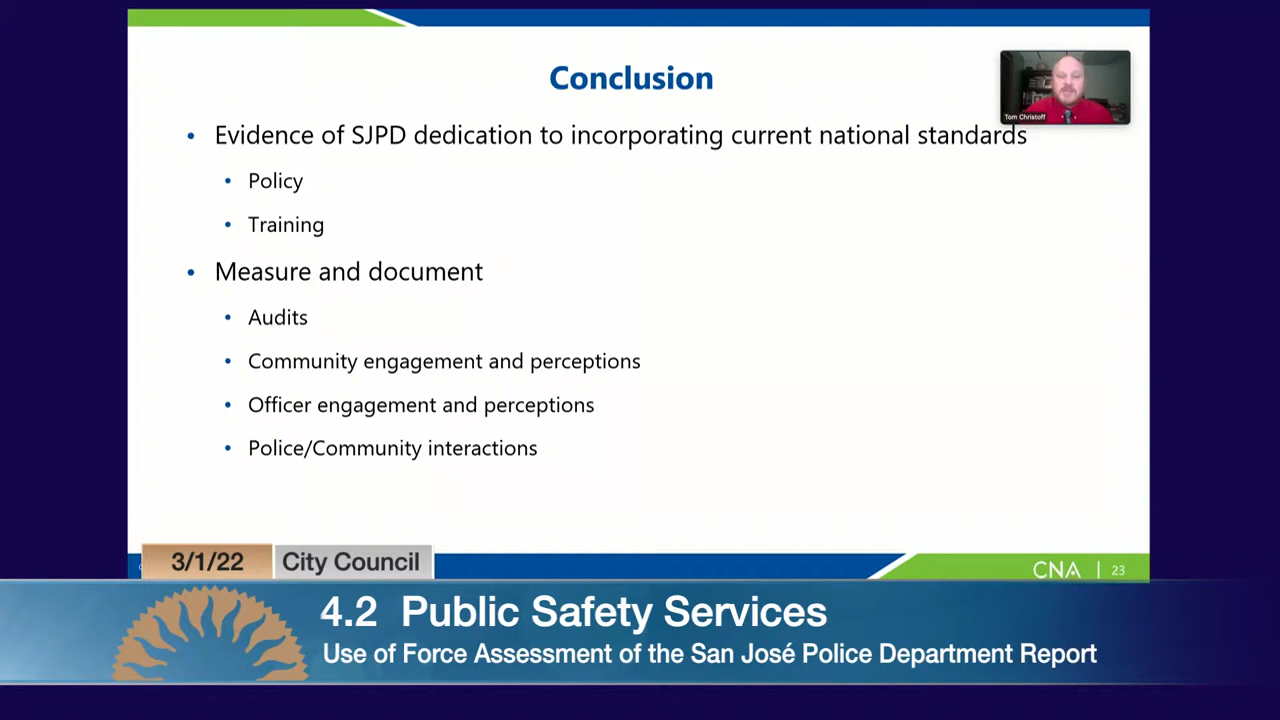 Conclusion
Tom Christoff
• Evidence of SJPD dedication to incorporating current national standards
• Policy
• Training
• Measure and document
• Audits
• Community engagement and perceptions
• Officer engagement and perceptions
• Police/Community interactions
3/1/22 City Council
CNA | 23
4.2 Public Safety Services
Use of Force Assessment of the San José Police Department Report